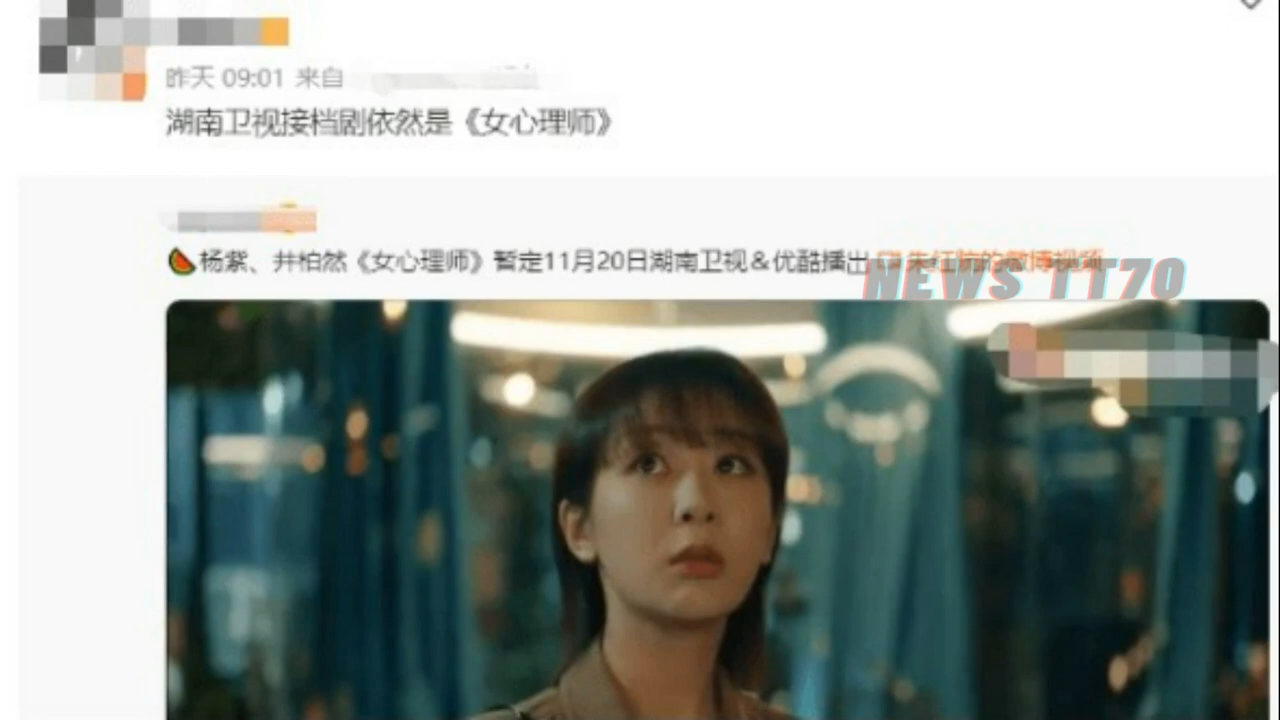 昨天 09:01 来自
湖南卫视接档剧依然是《女心理师》
杨紫、井柏然《女心理师》暂定11月20日湖南卫视&优酷播出
NEWS TT70